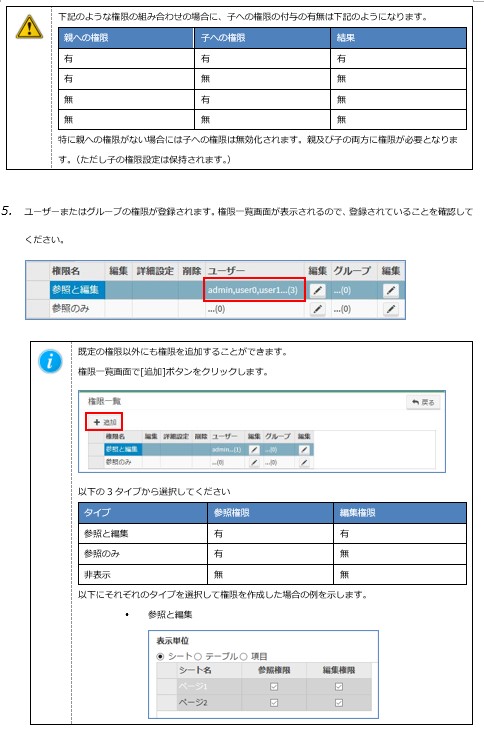 下記のような権限の組み合わせの場合に、子への権限の付与の有無は下記のようになります。
親への権限 子への権限 結果
有 有 有
有 無 無
無 有 無
無 無 無
特に親への権限がない場合には子への権限は無効化されます。親及び子の両方に権限が必要となりま
す。（ただし子の権限設定は保持されます。）
5. ユーザーまたはグループの権限が登録されます。権限一覧画面が表示されるので、登録されていることを確認して
ください。
権限名 編集 詳細設定 削除 ユーザー 編集 グループ 編集
参照と編集 admin,user0,user1...(3) ...(0)
参照のみ ...(0) ...(0)
既定の権限以外にも権限を追加することができます。
権限一覧画面で[追加]ボタンをクリックします。
権限一覧 戻る
+ 追加
権限名 編集 詳細設定 削除 ユーザー 編集 グループ 編集
参照と編集 admin...(1) ...(0)
参照のみ ...(0) ...(0)
以下の 3 タイプから選択してください
タイプ 参照権限 編集権限
参照と編集 有 有
参照のみ 有 無
非表示 無 無
以下にそれぞれのタイプを選択して権限を作成した場合の例を示します。
• 参照と編集
表示単位
シート テーブル 項目
シート名 参照権限 編集権限
ページ1
ページ2